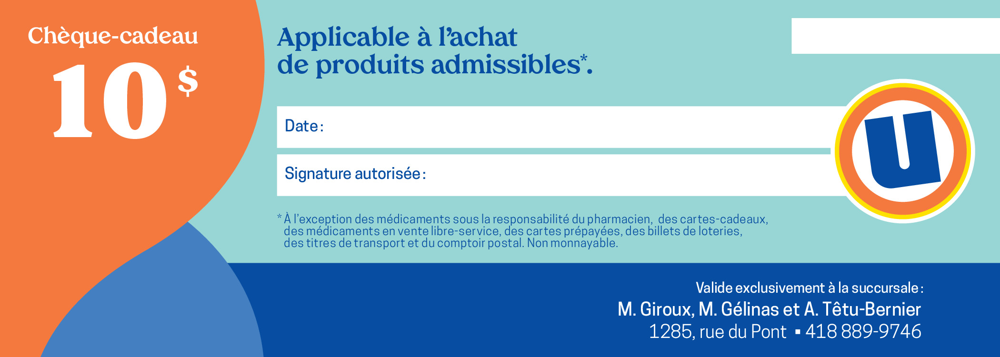 Chèque-cadeau
10 $
Applicable à l’achat
de produits admissibles*.
Date :
Signature autorisée :
* À l’exception des médicaments sous la responsabilité du pharmacien, des cartes-cadeaux,
des médicaments en vente libre-service, des cartes prépayées, des billets de loteries,
des titres de transport et du comptoir postal. Non monnayable.
U
Valide exclusivement à la succursale :
M. Giroux, M. Gélinas et A. Têtu-Bernier
1285, rue du Pont ▪ 418 889-9746